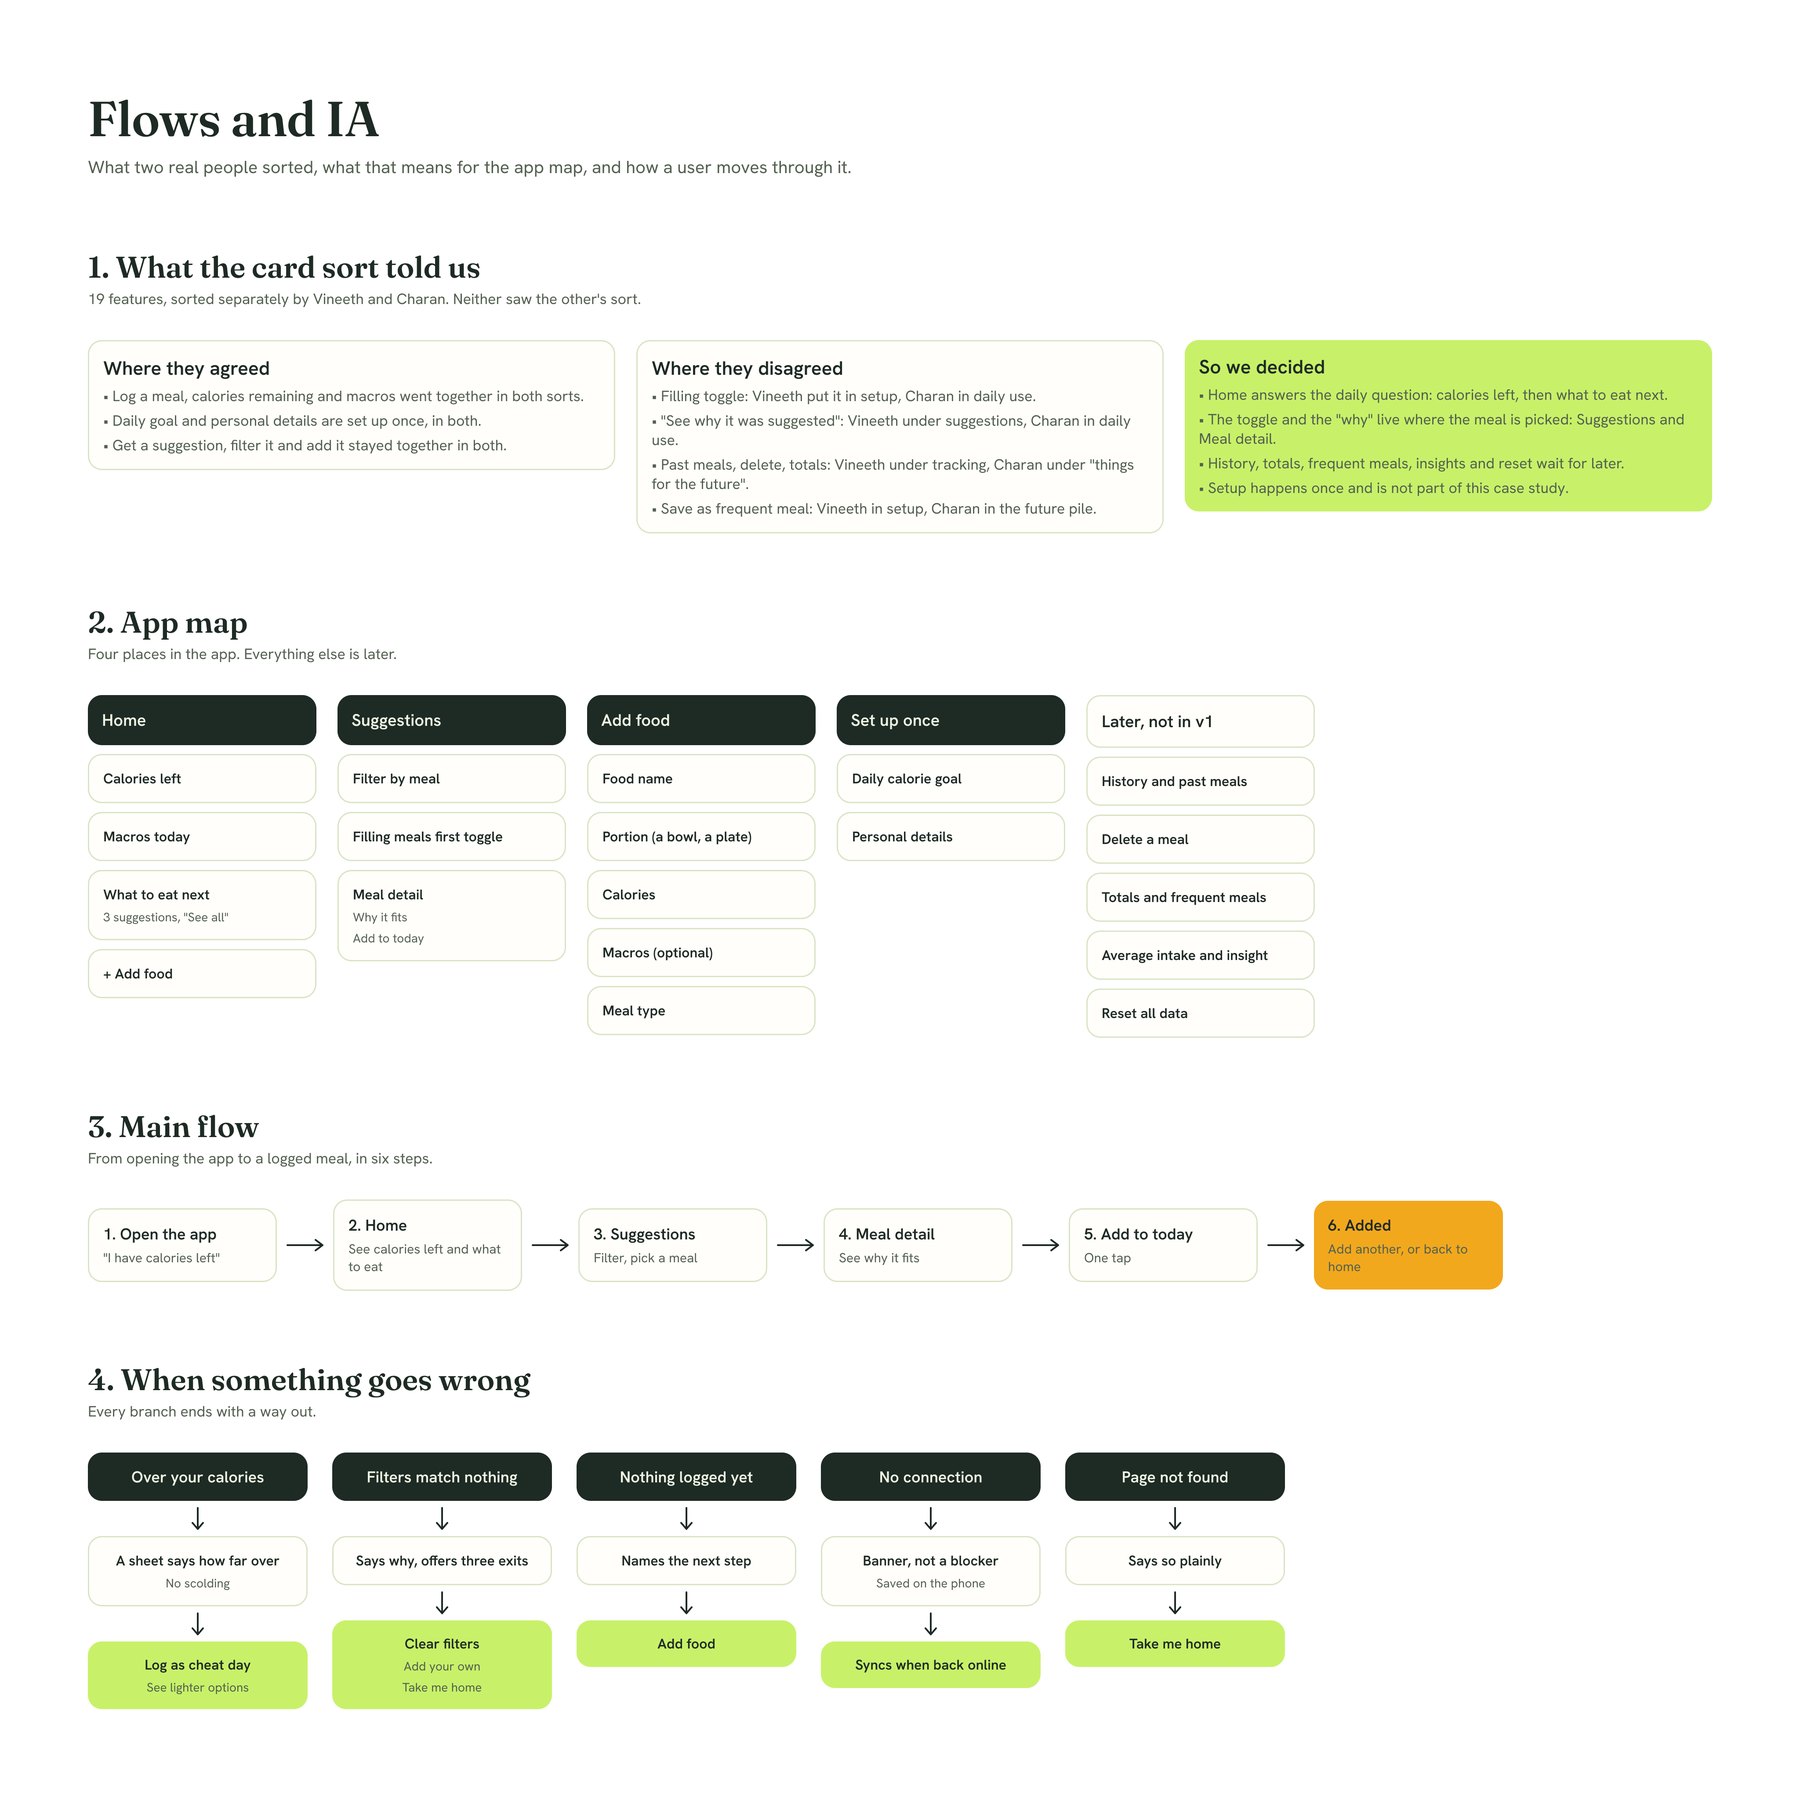 Flows and IA
What two real people sorted, what that means for the app map, and how a user moves through it.
1. What the card sort told us
19 features, sorted separately by Vineeth and Charan. Neither saw the other's sort.
Where they agreed
▪ Log a meal, calories remaining and macros went together in both sorts.
▪ Daily goal and personal details are set up once, in both.
▪ Get a suggestion, filter it and add it stayed together in both.
Where they disagreed
▪ Filling toggle: Vineeth put it in setup, Charan in daily use.
▪ "See why it was suggested": Vineeth under suggestions, Charan in daily
use.
▪ Past meals, delete, totals: Vineeth under tracking, Charan under "things
for the future".
▪ Save as frequent meal: Vineeth in setup, Charan in the future pile.
So we decided
▪ Home answers the daily question: calories left, then what to eat next.
▪ The toggle and the "why" live where the meal is picked: Suggestions and
Meal detail.
▪ History, totals, frequent meals, insights and reset wait for later.
▪ Setup happens once and is not part of this case study.
2. App map
Four places in the app. Everything else is later.
Home
Calories left
Macros today
What to eat next
3 suggestions, "See all"
+ Add food
Suggestions
Filter by meal
Filling meals first toggle
Meal detail
Why it fits
Add to today
Add food
Food name
Portion (a bowl, a plate)
Calories
Macros (optional)
Meal type
Set up once
Daily calorie goal
Personal details
Later, not in v1
History and past meals
Delete a meal
Totals and frequent meals
Average intake and insight
Reset all data
3. Main flow
From opening the app to a logged meal, in six steps.
1. Open the app
"I have calories left"
2. Home
See calories left and what
to eat
3. Suggestions
Filter, pick a meal
4. Meal detail
See why it fits
5. Add to today
One tap
6. Added
Add another, or back to
home
4. When something goes wrong
Every branch ends with a way out.
Over your calories
A sheet says how far over
No scolding
Log as cheat day
See lighter options
Filters match nothing
Says why, offers three exits
Clear filters
Add your own
Take me home
Nothing logged yet
Names the next step
Add food
No connection
Banner, not a blocker
Saved on the phone
Syncs when back online
Page not found
Says so plainly
Take me home